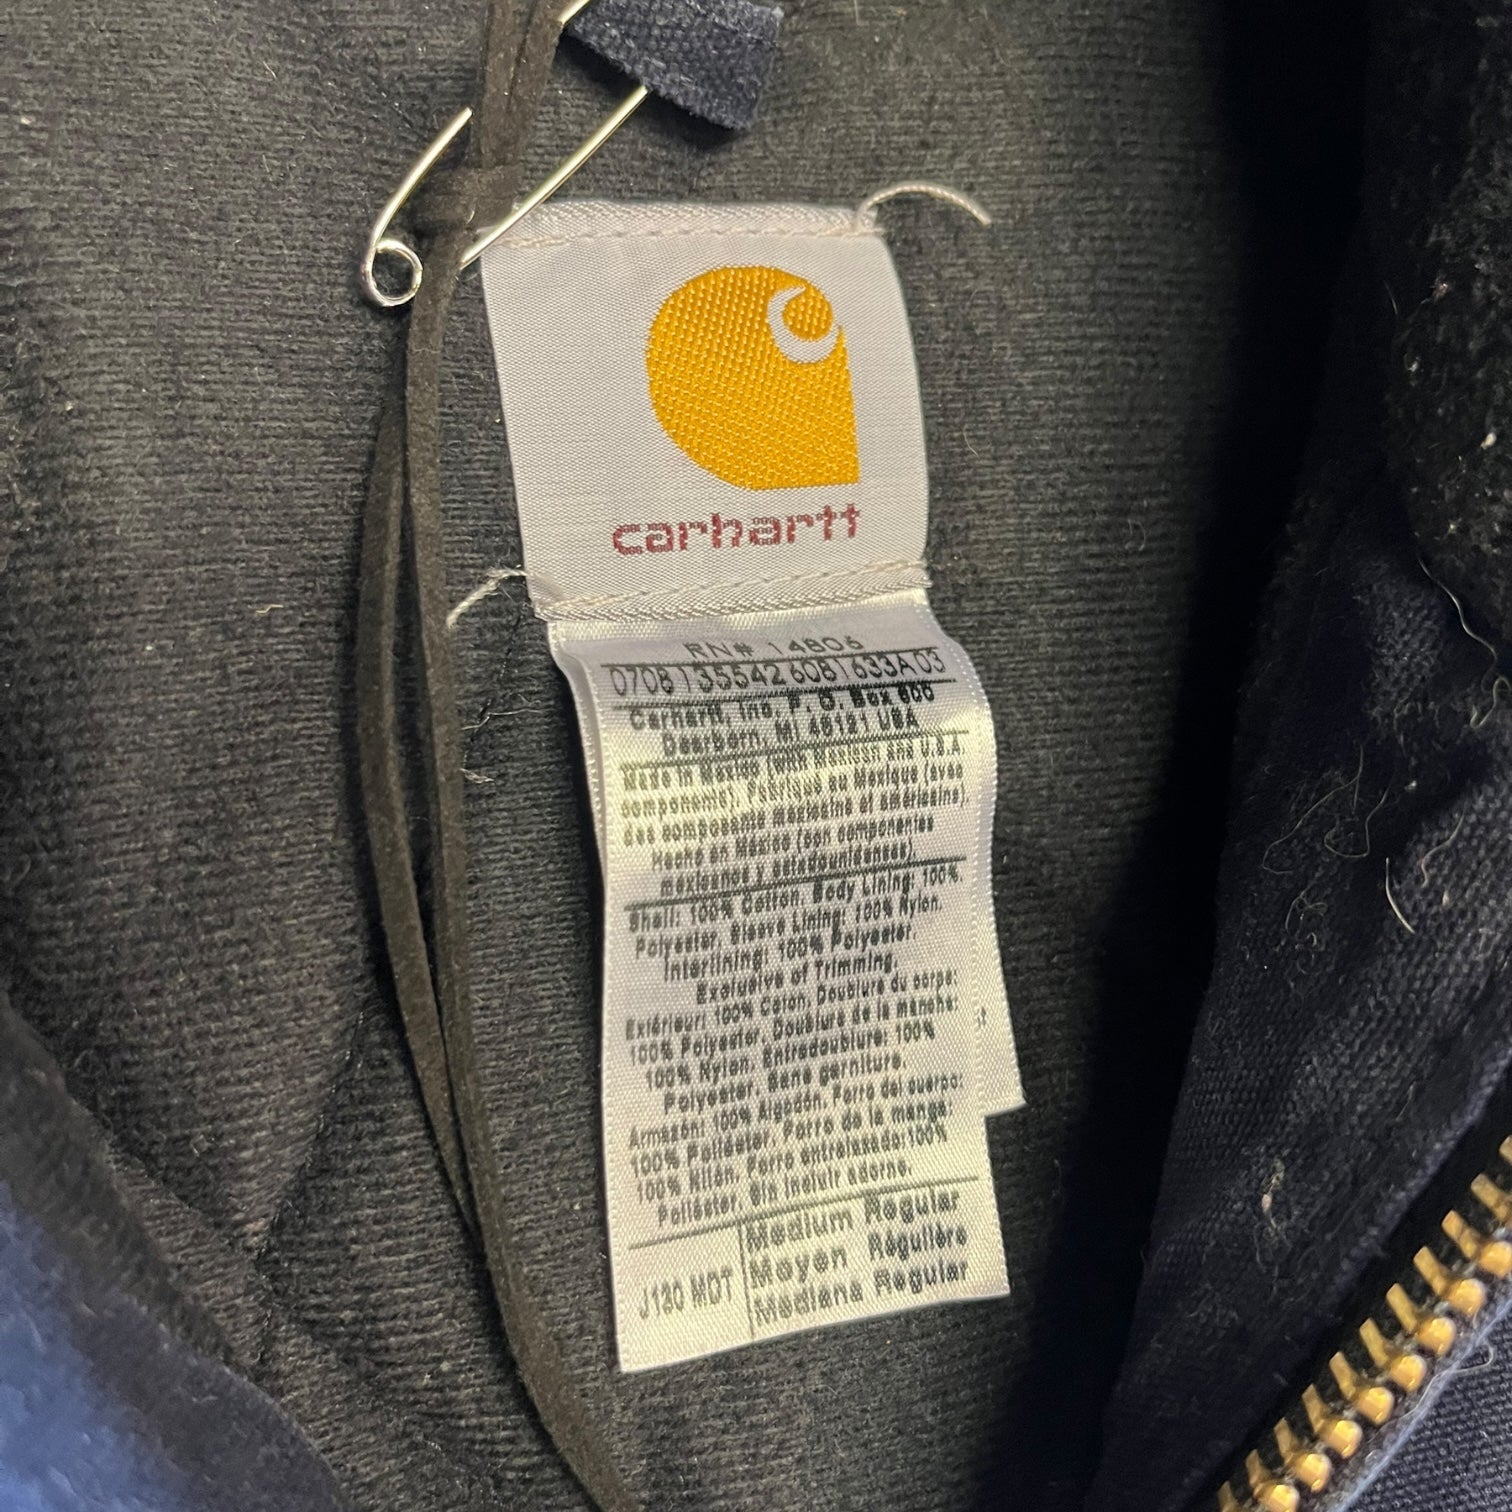 carhartt
RN# 14806
0708 1355542 6081633A 03
Carhartt, Inc. P. O. Box 600
Dearborn, MI 48121 USA
Made in Mexico (with Mexican and U.S.A.
components). Fabriqué au Mexique (avec
des composants mexicains et américains).
Hecho en México (con componentes
mexicanos y estadounidenses).
Shell: 100% Cotton. Body Lining: 100%
Polyester. Sleeve Lining: 100% Nylon.
Interlining: 100% Polyester
Exclusive of Trimming.
Extérieur: 100% Coton. Doublure du corps:
100% Polyester. Doublure de la manche:
100% Nylon. Entredoublure: 100%
Polyester. Sans garniture.
Armazón: 100% Algodón. Forro del cuerpo:
100% Poliéster. Forro de la manga:
100% Nilón. Forro entrelazado: 100%
Poliéster. Sin incluir adorno.
J130 MDT
Medium Regular
Moyen Régulière
Mediana Regular